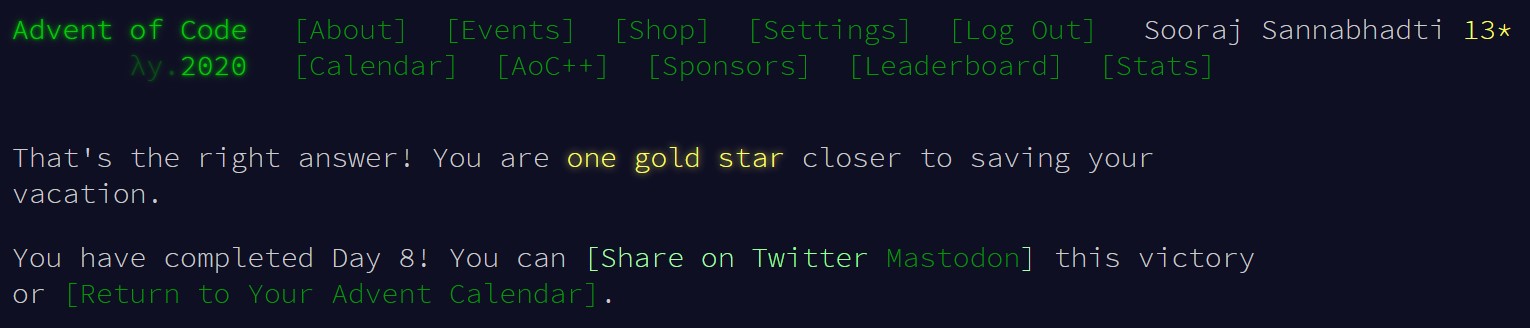 Advent of Code [About] [Events] [Shop] [Settings] [Log Out] Sooraj Sannabhadti 13*
λy.2020 [Calendar] [AoC++] [Sponsors] [Leaderboard] [Stats]
That's the right answer! You are one gold star closer to saving your
vacation.
You have completed Day 8! You can [Share on Twitter Mastodon] this victory
or [Return to Your Advent Calendar].